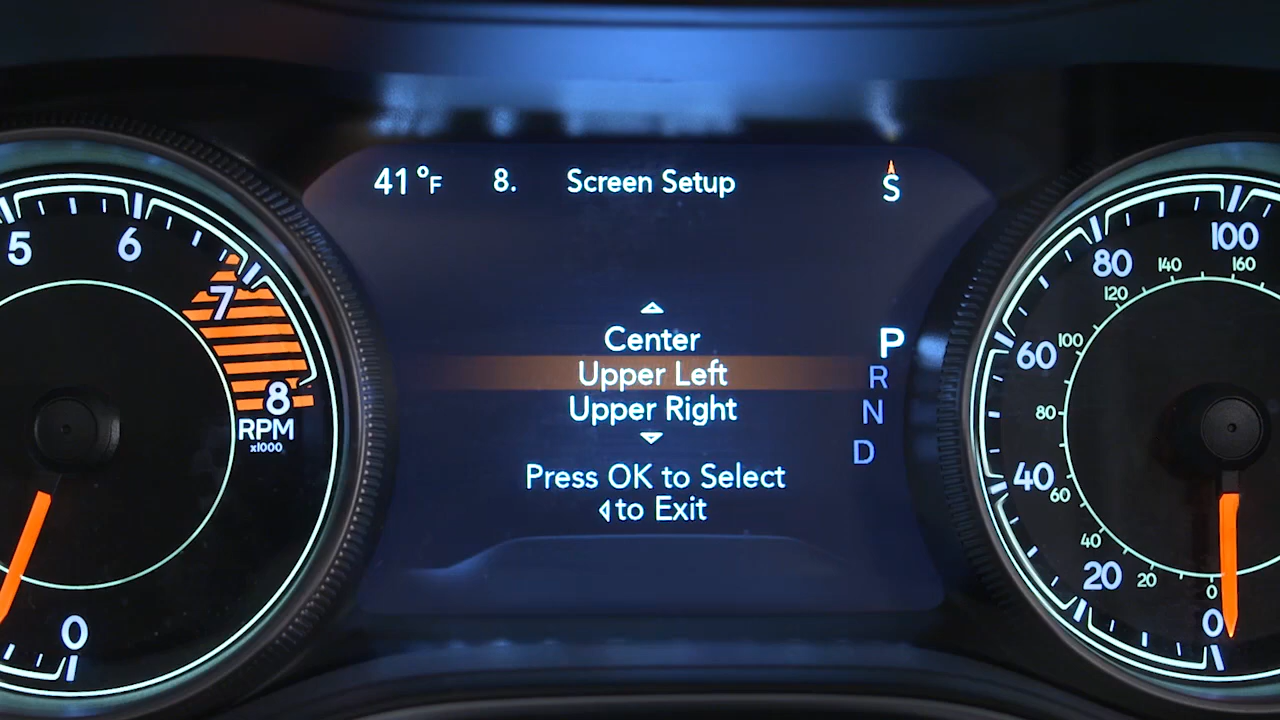 41 °F 8. Screen Setup S
Center
Upper Left
Upper Right
Press OK to Select
to Exit
P
R
N
D
5
6
7
8
RPM
x1000
0
100
80
60
40
20
0
160
140
120
100
80
60
40
20
0